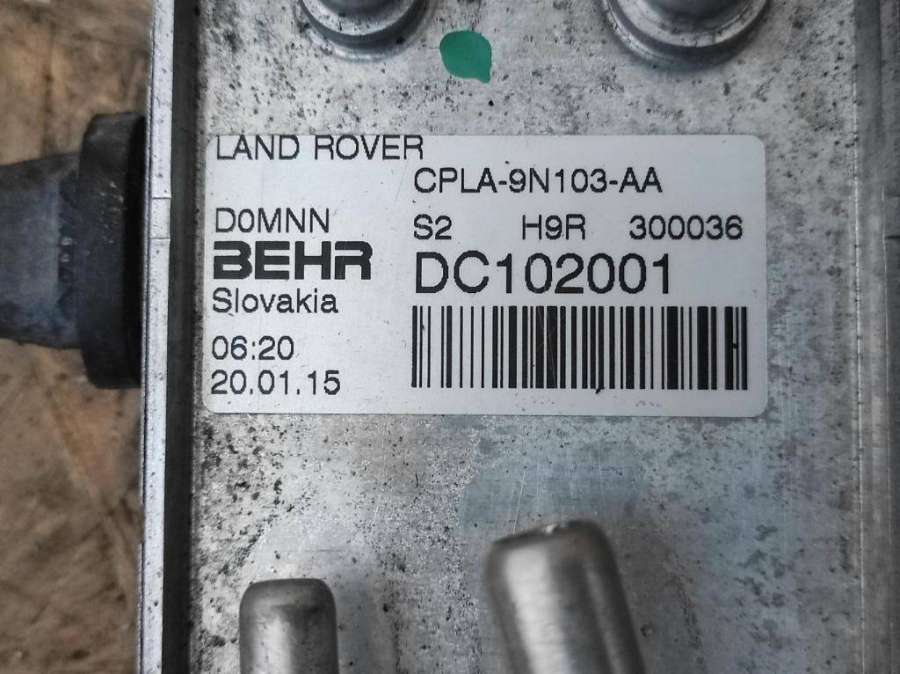 LAND ROVER
CPLA-9N103-AA
D0MNN S2 H9R 300036
BEHR DC102001
Slovakia
06:20
20.01.15